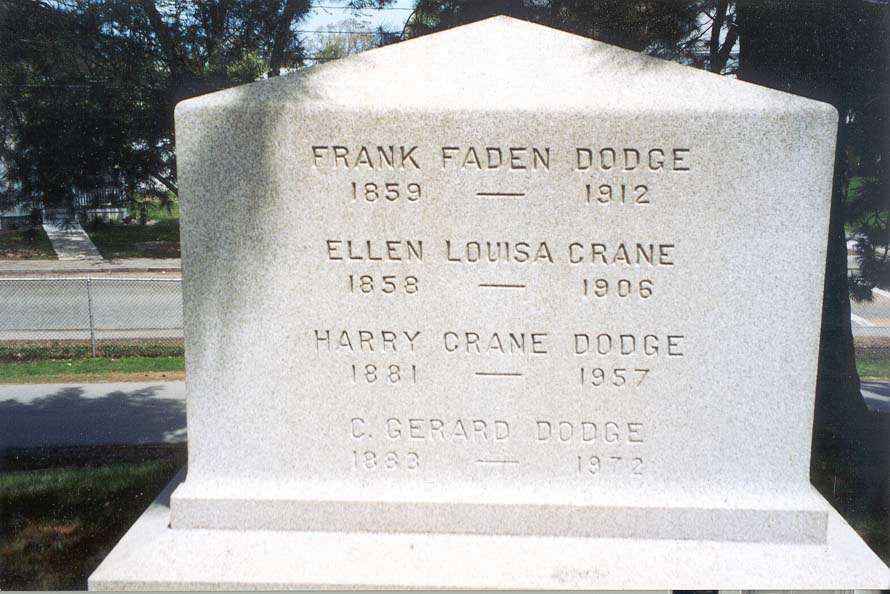 FRANK FADEN DODGE
1859 — 1912
ELLEN LOUISA CRANE
1858 — 1906
HARRY CRANE DODGE
1881 — 1957
C. GERARD DODGE
1883 — 1972